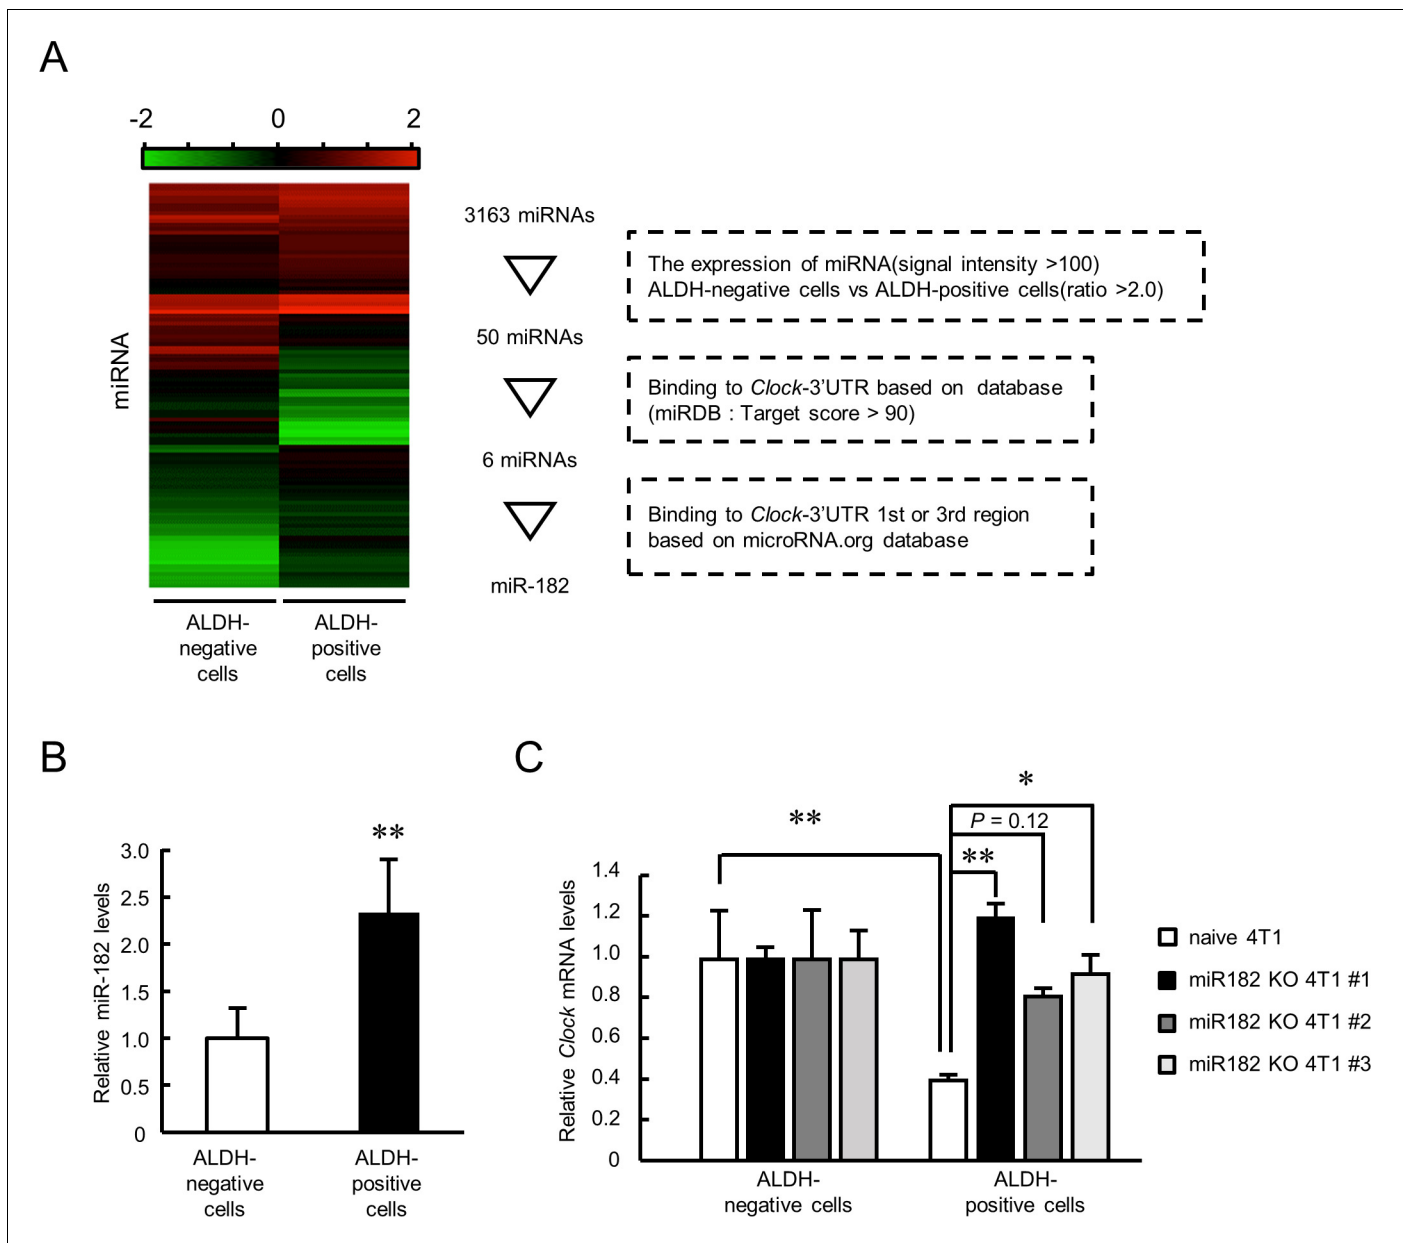 A
-2 0 2
miRNA
ALDH-
negative
cells
ALDH-
positive
cells
3163 miRNAs
The expression of miRNA(signal intensity >100)
ALDH-negative cells vs ALDH-positive cells(ratio >2.0)
50 miRNAs
Binding to Clock-3'UTR based on database
(miRDB : Target score > 90)
6 miRNAs
Binding to Clock-3'UTR 1st or 3rd region
based on microRNA.org database
miR-182
B
Relative miR-182 levels
3.0
2.5
2.0
1.5
1.0
0.5
0
**
ALDH-
negative
cells
ALDH-
positive
cells
C
Relative Clock mRNA levels
1.4
1.2
1.0
0.8
0.6
0.4
0.2
0
**
*
P = 0.12
**
ALDH-
negative cells
ALDH-
positive cells
naive 4T1
miR182 KO 4T1 #1
miR182 KO 4T1 #2
miR182 KO 4T1 #3